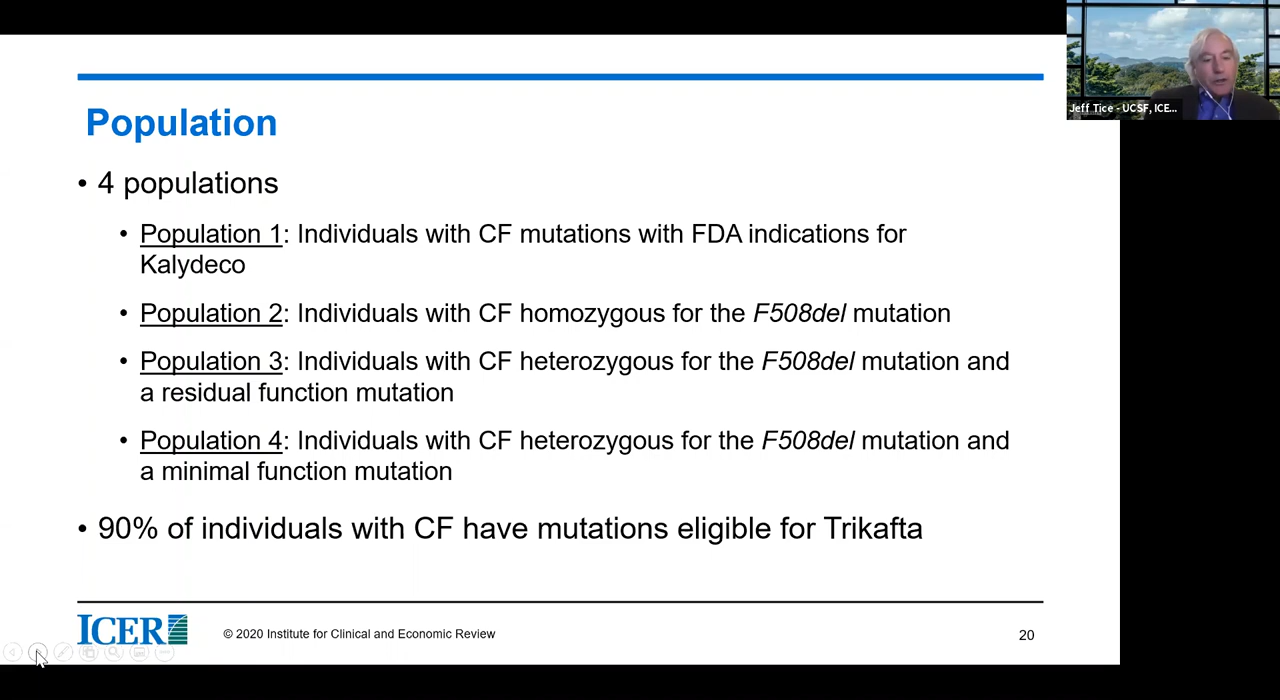 Jeff Tice - UCSF, ICE...
Population
• 4 populations
• Population 1: Individuals with CF mutations with FDA indications for
Kalydeco
• Population 2: Individuals with CF homozygous for the F508del mutation
• Population 3: Individuals with CF heterozygous for the F508del mutation and
a residual function mutation
• Population 4: Individuals with CF heterozygous for the F508del mutation and
a minimal function mutation
• 90% of individuals with CF have mutations eligible for Trikafta
ICER
© 2020 Institute for Clinical and Economic Review
20